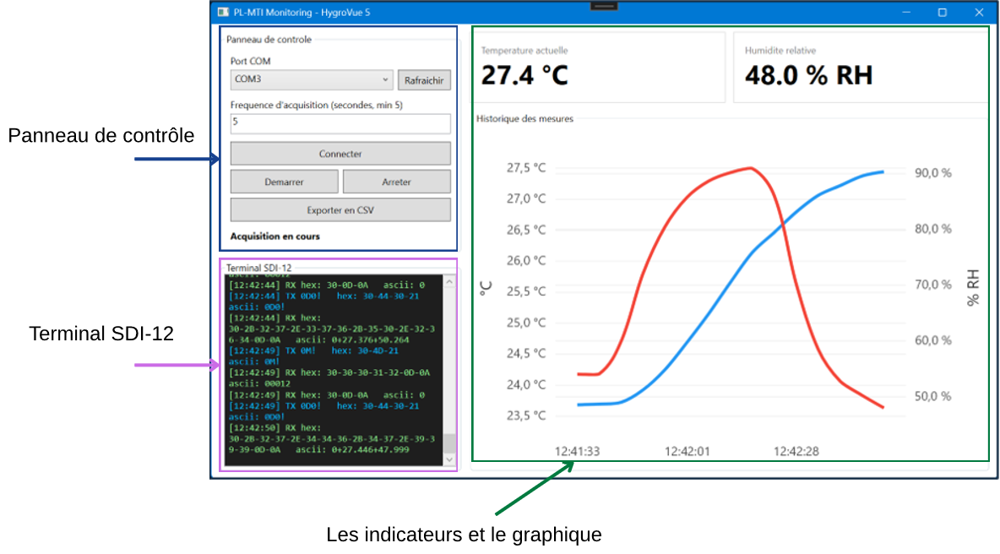 PL-MTI Monitoring - HygroVue 5
Panneau de controle
Port COM
COM3
Rafraichir
Frequence d'acquisition (secondes, min 5)
5
Connecter
Demarrer
Arreter
Exporter en CSV
Acquisition en cours
Panneau de contrôle
Terminal SDI-12
ascii: 00012
[12:42:44] RX hex: 30-0D-0A ascii: 0
[12:42:44] TX 0D0! hex: 30-44-30-21
ascii: 0D0!
[12:42:44] RX hex:
30-2B-32-37-2E-33-37-36-2B-35-30-2E-32-3
6-34-0D-0A ascii: 0+27.376+50.264
[12:42:49] TX 0M! hex: 30-4D-21
ascii: 0M!
[12:42:49] RX hex: 30-30-30-31-32-0D-0A
ascii: 00012
[12:42:49] RX hex: 30-0D-0A ascii: 0
[12:42:49] TX 0D0! hex: 30-44-30-21
ascii: 0D0!
[12:42:50] RX hex:
30-2B-32-37-2E-34-34-36-2B-34-37-2E-39-3
9-39-0D-0A ascii: 0+27.446+47.999
Terminal SDI-12
Temperature actuelle
27.4 °C
Humidite relative
48.0 % RH
Historique des mesures
27,5 °C
27,0 °C
26,5 °C
26,0 °C
25,5 °C
25,0 °C
24,5 °C
24,0 °C
23,5 °C
°C
90,0 %
80,0 %
70,0 %
60,0 %
50,0 %
% RH
12:41:33
12:42:01
12:42:28
Les indicateurs et le graphique